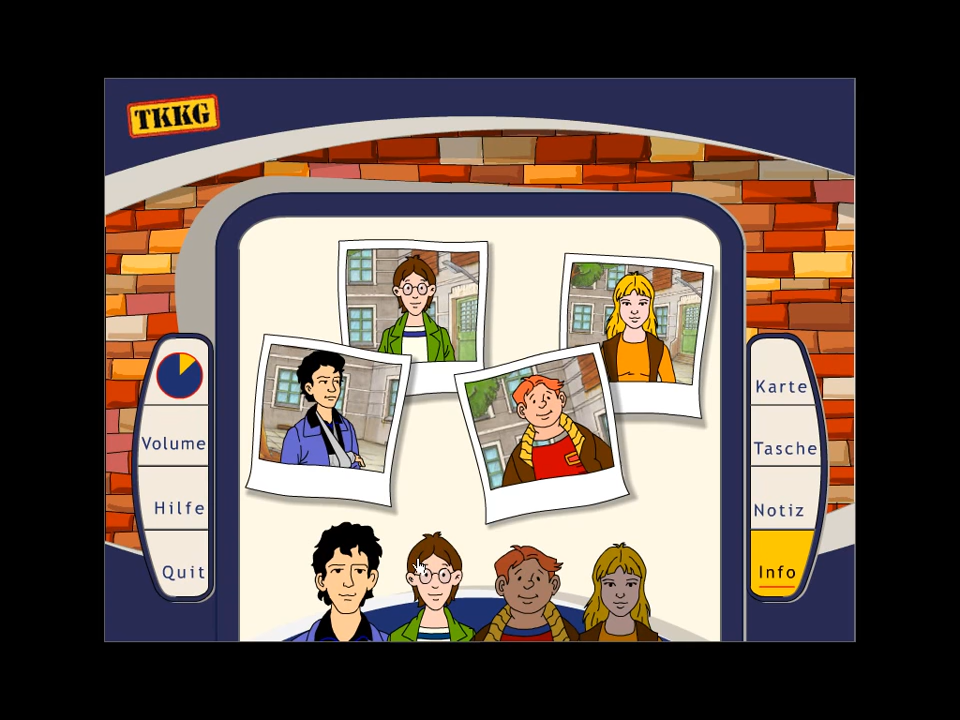 TKKG
Volume
Hilfe
Quit
Karte
Tasche
Notiz
Info